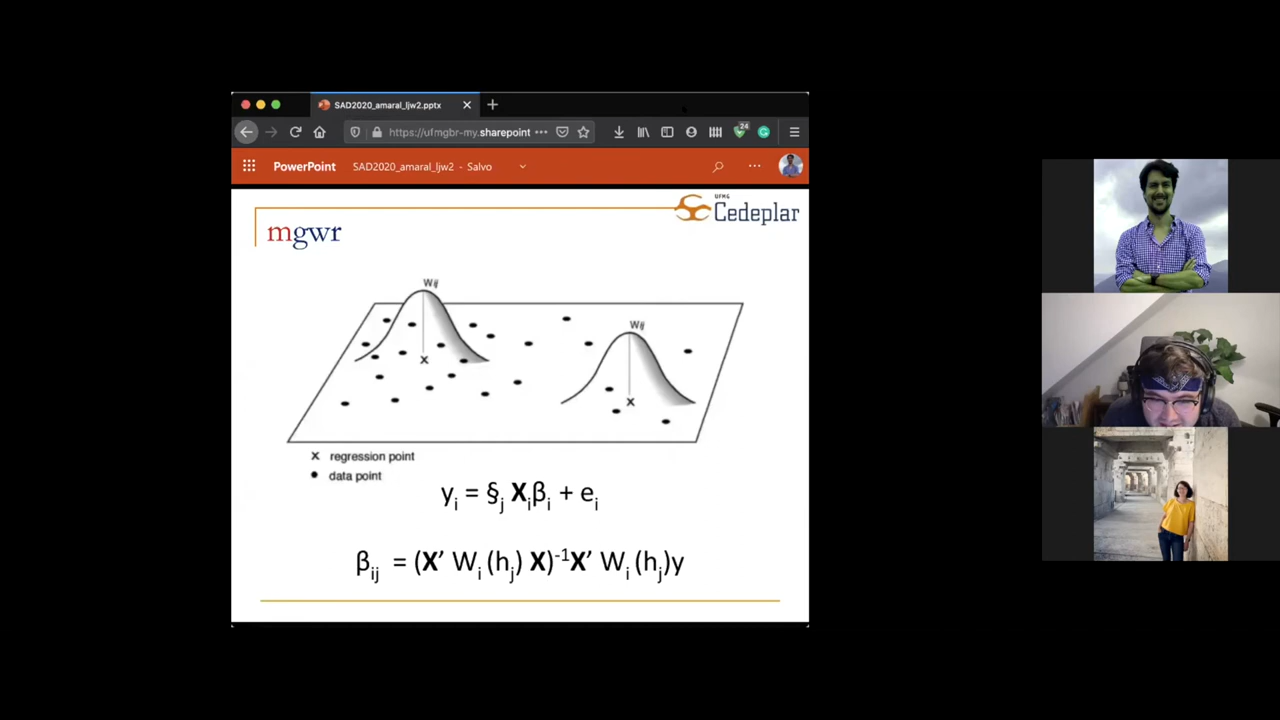 SAD2020_amaral_ljw2.pptx
https://ufmgbr-my.sharepoint
24
PowerPoint SAD2020_amaral_ljw2 - Salvo
UFMG
Cedeplar
mgwr
Wij
Wij
x regression point
data point
yi = §j Xiβi + ei
βij = (X’ Wi (hj) X)-1X’ Wi (hj)y